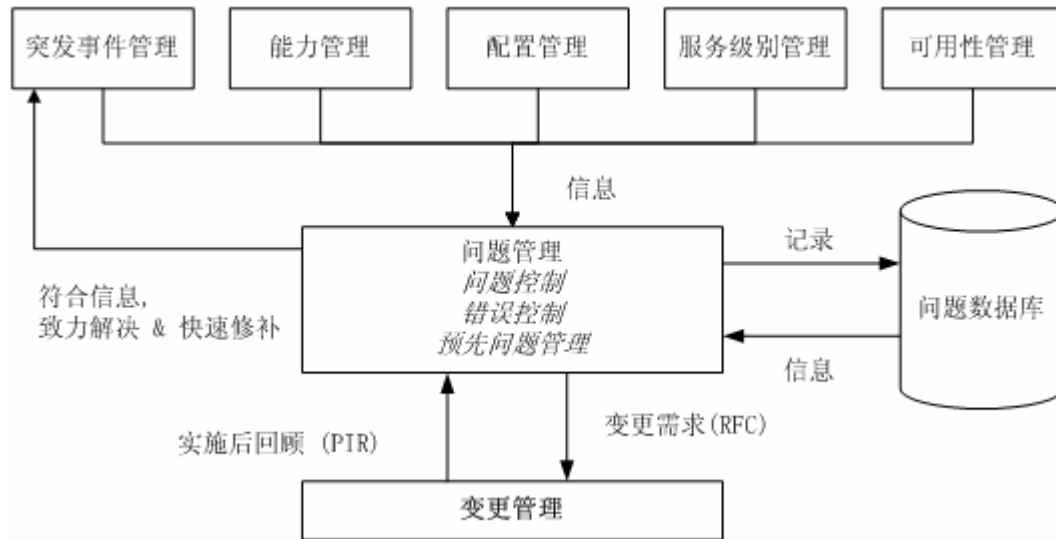 突发事件管理
能力管理
配置管理
服务级别管理
可用性管理
信息
问题管理
问题控制
错误控制
预先问题管理
记录
问题数据库
信息
符合信息,
致力解决 & 快速修补
实施后回顾 (PIR)
变更需求(RFC)
变更管理